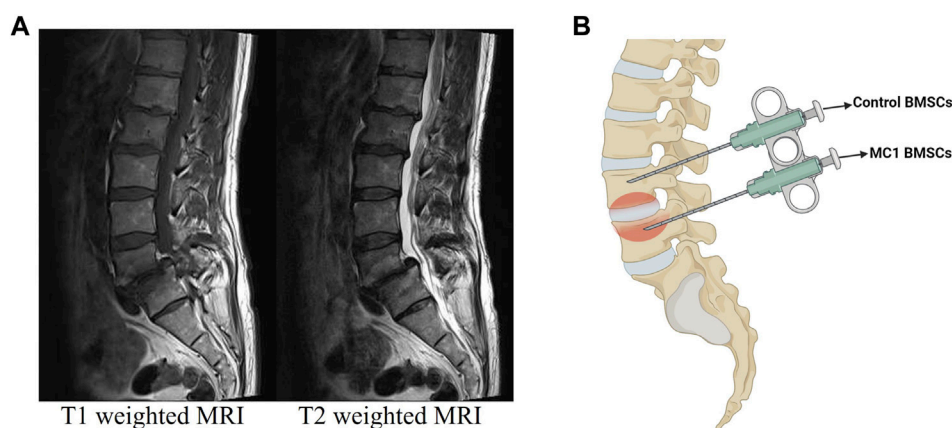 A
B
Control BMSCs
MC1 BMSCs
T1 weighted MRI
T2 weighted MRI